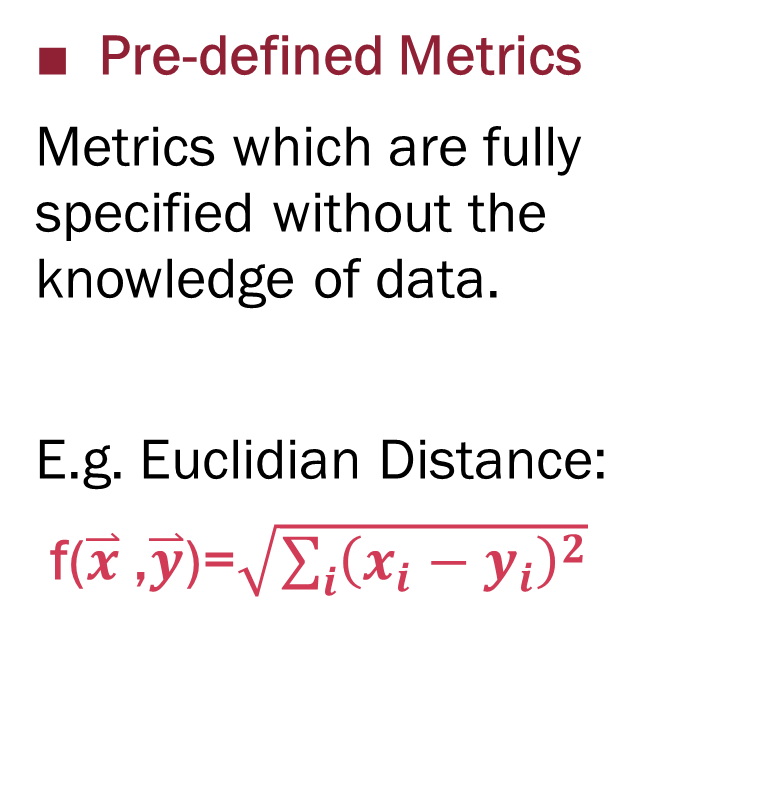 ■ Pre-defined Metrics
Metrics which are fully
specified without the
knowledge of data.
E.g. Euclidian Distance:
f(x⃗ ,y⃗)=√∑ᵢ(xᵢ − yᵢ)²